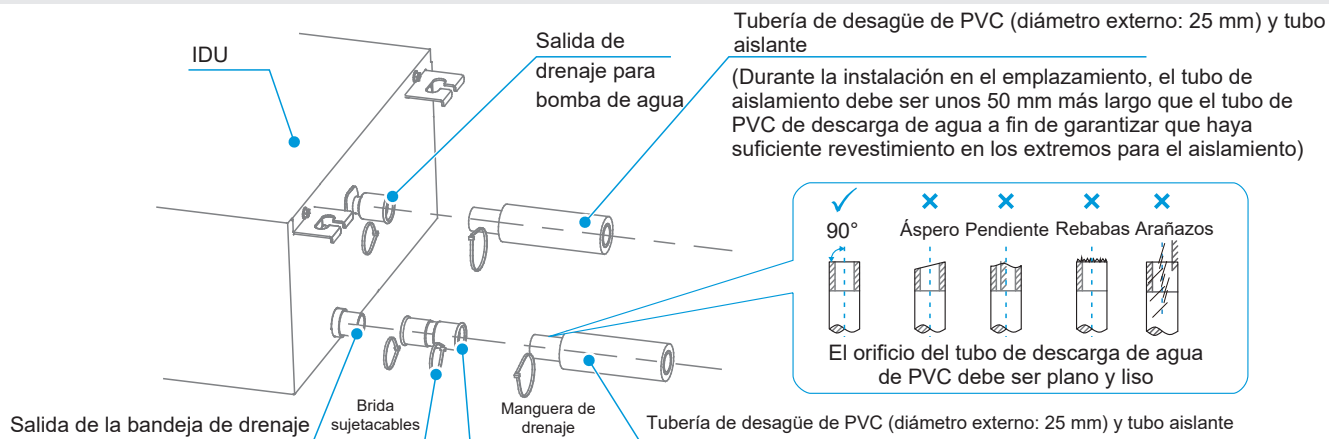 IDU
Salida de
drenaje para
bomba de agua
Tubería de desagüe de PVC (diámetro externo: 25 mm) y tubo
aislante
(Durante la instalación en el emplazamiento, el tubo de
aislamiento debe ser unos 50 mm más largo que el tubo de
PVC de descarga de agua a fin de garantizar que haya
suficiente revestimiento en los extremos para el aislamiento)
90°
Áspero Pendiente Rebabas Arañazos
El orificio del tubo de descarga de agua
de PVC debe ser plano y liso
Salida de la bandeja de drenaje
Brida
sujetacables
Manguera de
drenaje
Tubería de desagüe de PVC (diámetro externo: 25 mm) y tubo aislante